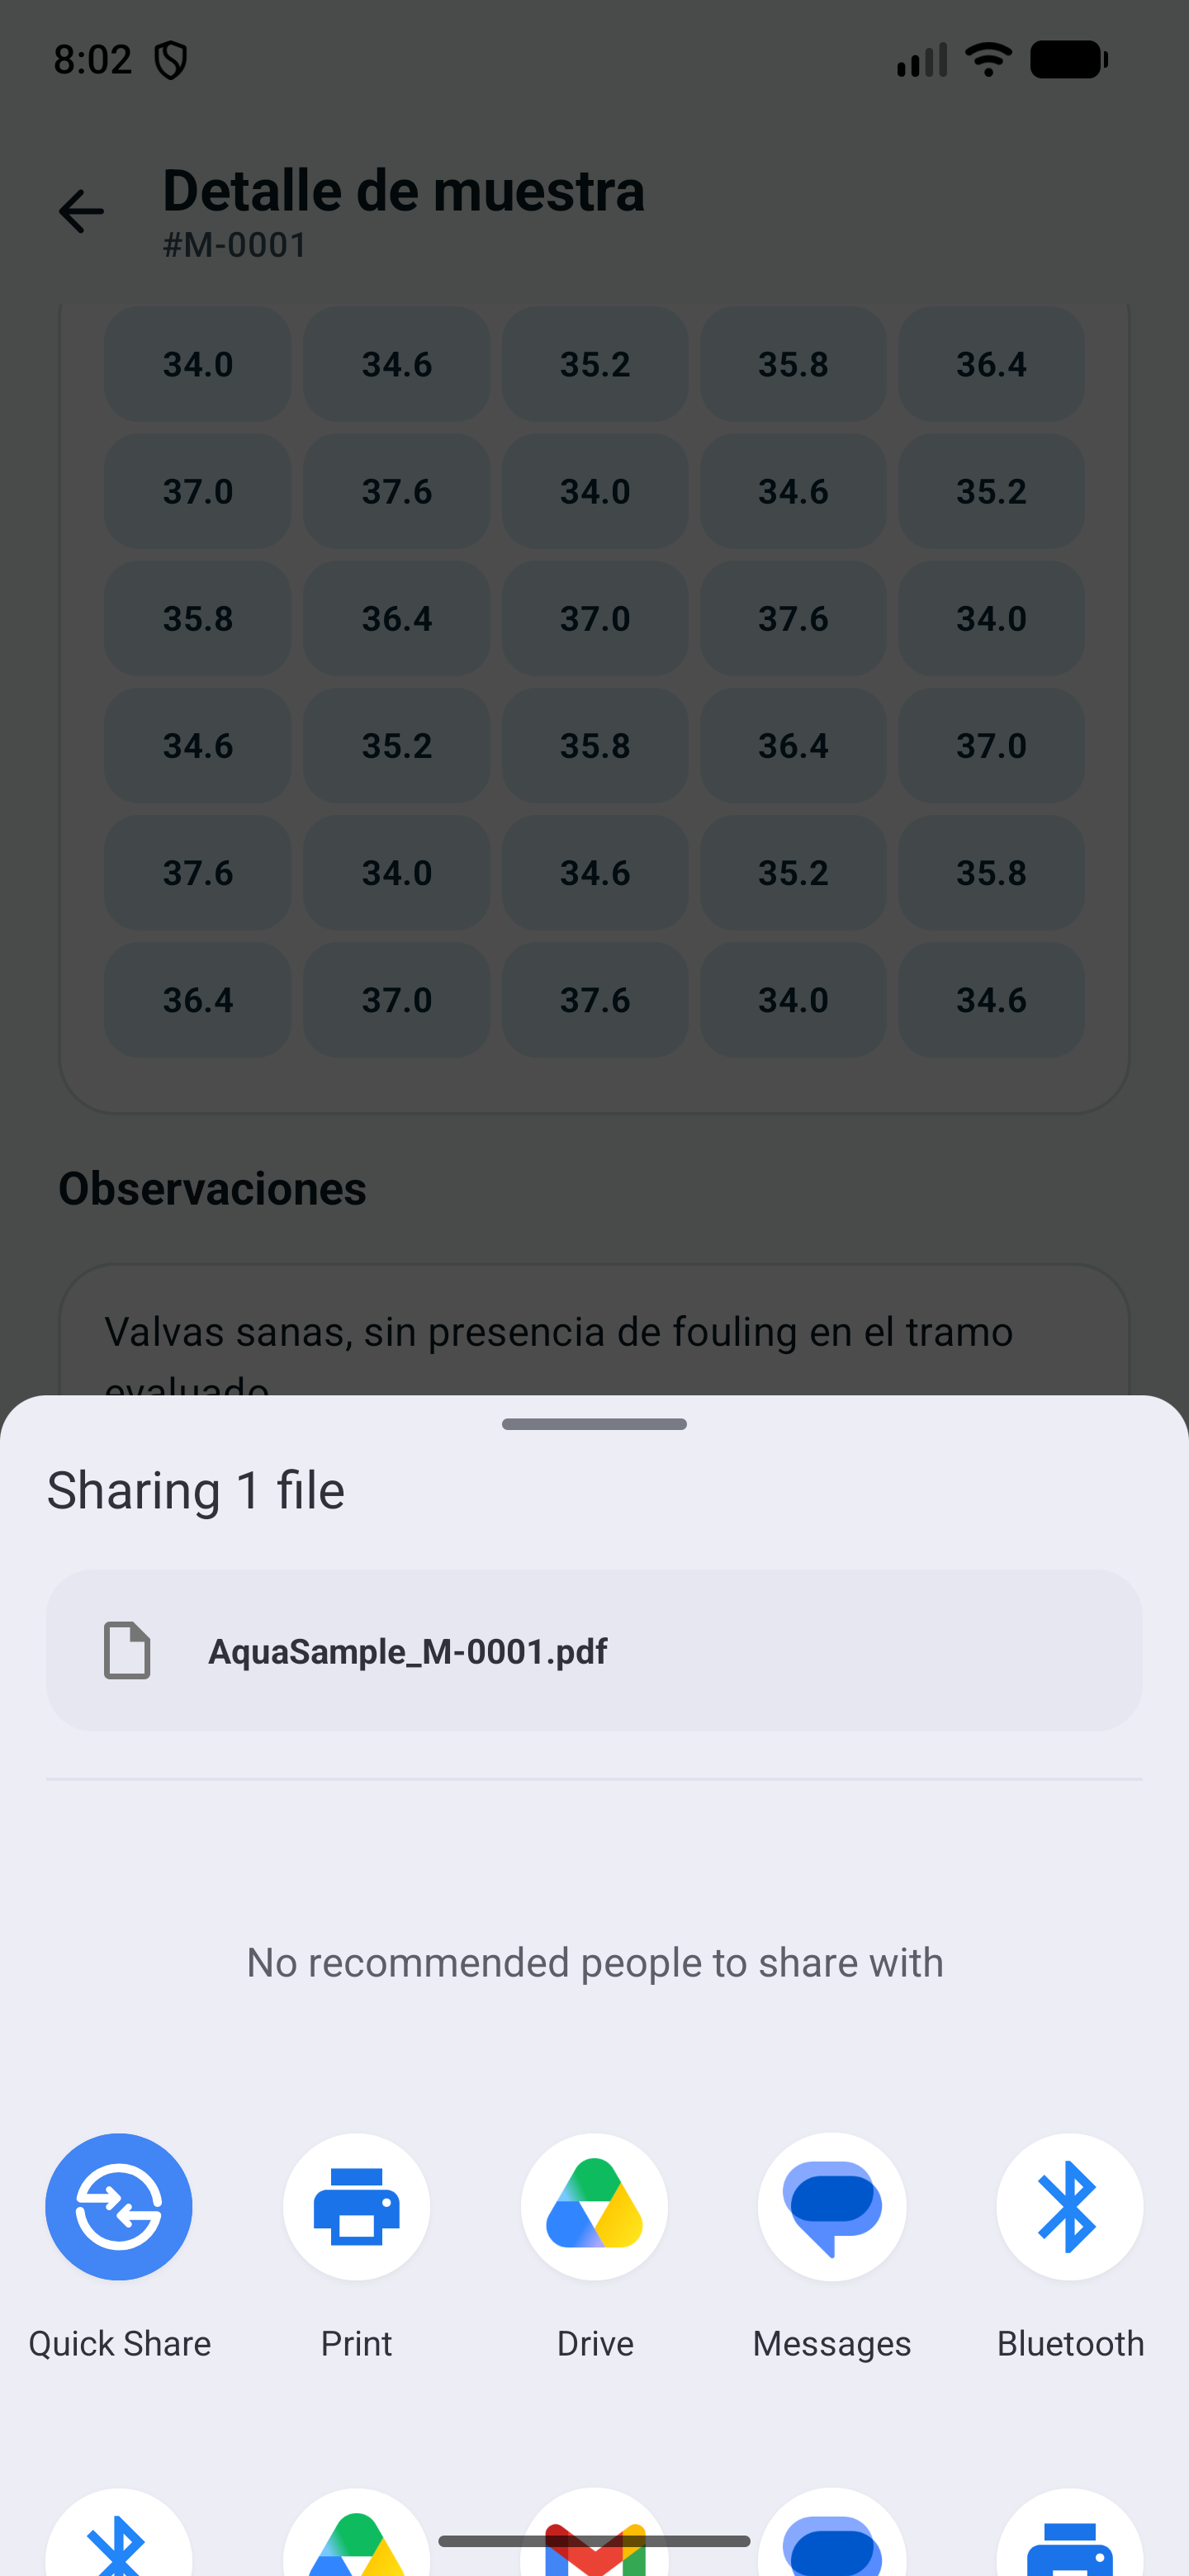 8:02
Detalle de muestra
#M-0001
34.0 34.6 35.2 35.8 36.4
37.0 37.6 34.0 34.6 35.2
35.8 36.4 37.0 37.6 34.0
34.6 35.2 35.8 36.4 37.0
37.6 34.0 34.6 35.2 35.8
36.4 37.0 37.6 34.0 34.6
Observaciones
Valvas sanas, sin presencia de fouling en el tramo
evaluado
Sharing 1 file
AquaSample_M-0001.pdf
No recommended people to share with
Quick Share Print Drive Messages Bluetooth